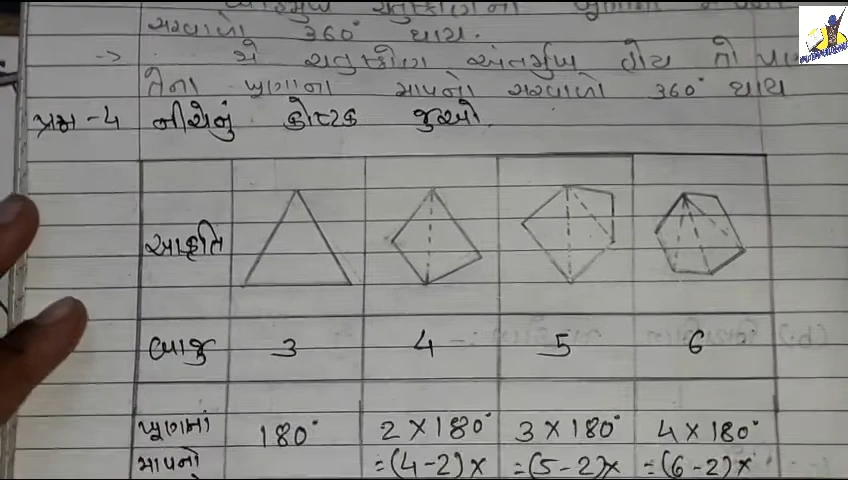 સરવાળો 360° થાય.
→ જો ચતુષ્કોણ અંતર્મુખ હોય તો પણ
તેના ખૂણાના માપનો સરવાળો 360° થાય
પ્રશ્ન -4 નીચેનું કોષ્ટક જુઓ.
આકૃતિ
બાજુ 3 4 5 6
ખૂણાનાં 180° 2 × 180° 3 × 180° 4 × 180°
માપનો =(4-2)× =(5-2)× =(6-2)×